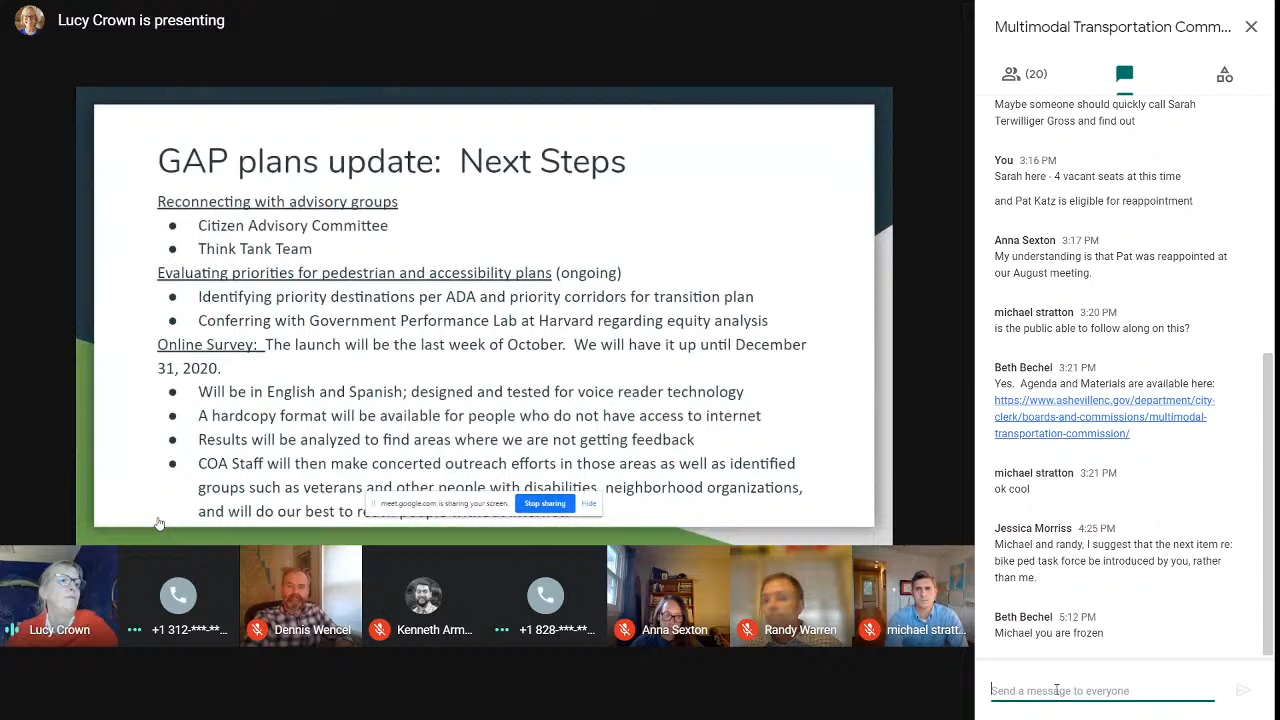 Lucy Crown is presenting
GAP plans update: Next Steps
Reconnecting with advisory groups
● Citizen Advisory Committee
● Think Tank Team
Evaluating priorities for pedestrian and accessibility plans (ongoing)
● Identifying priority destinations per ADA and priority corridors for transition plan
● Conferring with Government Performance Lab at Harvard regarding equity analysis
Online Survey: The launch will be the last week of October. We will have it up until December
31, 2020.
● Will be in English and Spanish; designed and tested for voice reader technology
● A hardcopy format will be available for people who do not have access to internet
● Results will be analyzed to find areas where we are not getting feedback
● COA Staff will then make concerted outreach efforts in those areas as well as identified
groups such as veterans and other people with disabilities, neighborhood organizations,
and will do our best to
meet.google.com is sharing your screen. Stop sharing Hide
Lucy Crown
+1 312-***-**...
Dennis Wencel
Kenneth Arm...
+1 828-***-**...
Anna Sexton
Randy Warren
michael stratt...
Multimodal Transportation Comm...
(20)
Maybe someone should quickly call Sarah
Terwilliger Gross and find out
You 3:16 PM
Sarah here - 4 vacant seats at this time
and Pat Katz is eligible for reappointment
Anna Sexton 3:17 PM
My understanding is that Pat was reappointed at
our August meeting.
michael stratton 3:20 PM
is the public able to follow along on this?
Beth Bechel 3:21 PM
Yes. Agenda and Materials are available here:
https://www.ashevillenc.gov/department/city-
clerk/boards-and-commissions/multimodal-
transportation-commission/
michael stratton 3:21 PM
ok cool
Jessica Morriss 4:25 PM
Michael and randy, I suggest that the next item re:
bike ped task force be introduced by you, rather
than me.
Beth Bechel 5:12 PM
Michael you are frozen
Send a message to everyone